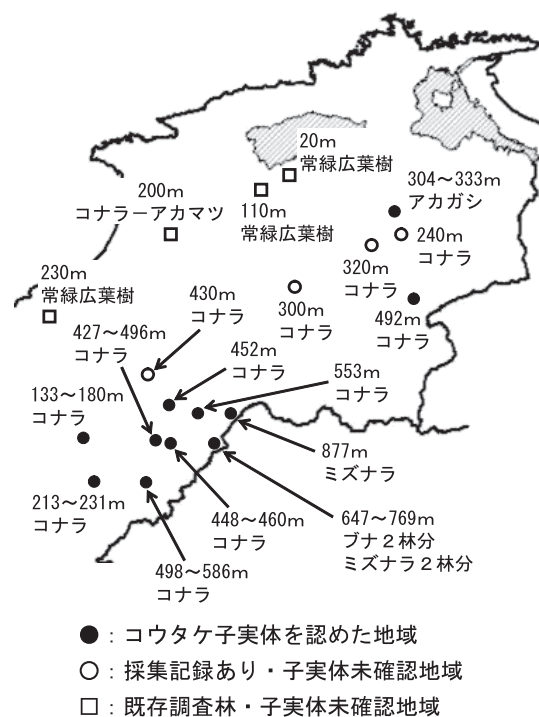 20m
常緑広葉樹
304～333m
アカガシ
200m
コナラーアカマツ
110m
常緑広葉樹
240m
コナラ
320m
コナラ
230m
常緑広葉樹
430m
コナラ
300m
コナラ
492m
コナラ
427～496m
コナラ
452m
コナラ
553m
コナラ
133～180m
コナラ
877m
ミズナラ
213～231m
コナラ
448～460m
コナラ
647～769m
ブナ２林分
ミズナラ２林分
498～586m
コナラ
●：コウタケ子実体を認めた地域
○：採集記録あり・子実体未確認地域
□：既存調査林・子実体未確認地域